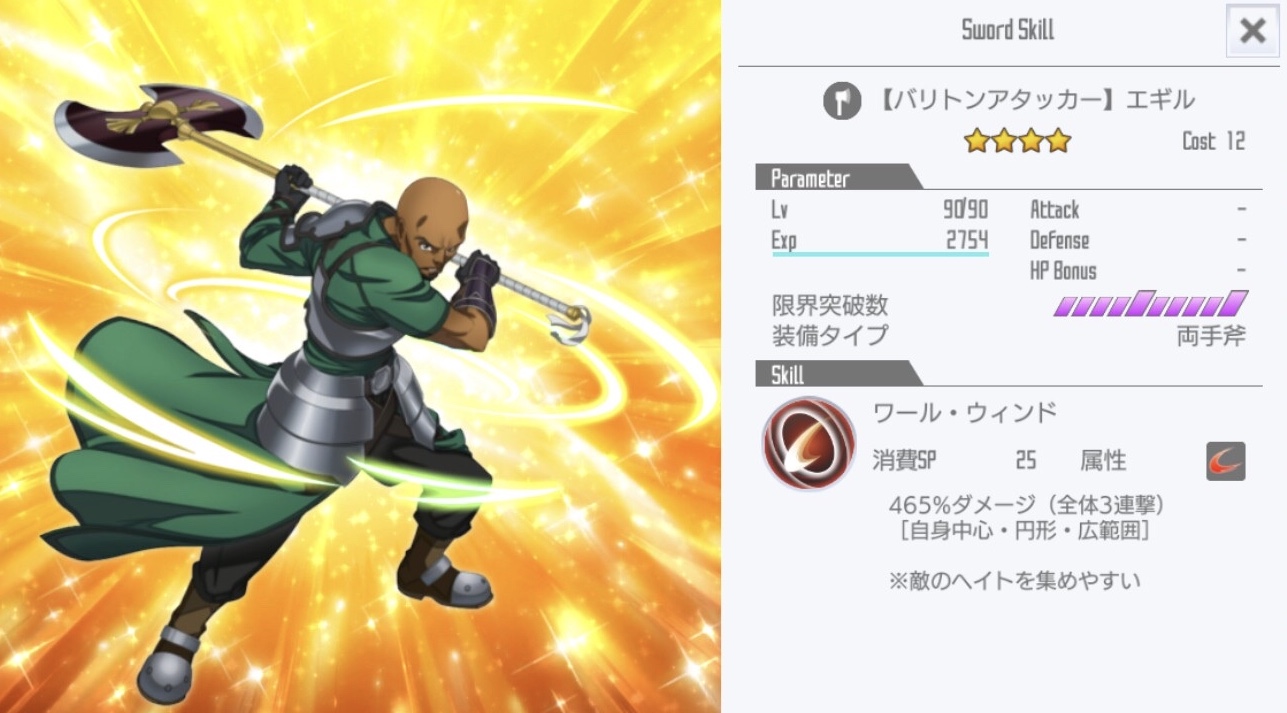 Sword Skill
【バリトンアタッカー】エギル
Cost 12
Parameter
Lv 90/90 Attack -
Exp 2754 Defense -
HP Bonus -
限界突破数
装備タイプ 両手斧
Skill
ワール・ウィンド
消費SP 25 属性
465%ダメージ（全体3連撃）
［自身中心・円形・広範囲］
※敵のヘイトを集めやすい